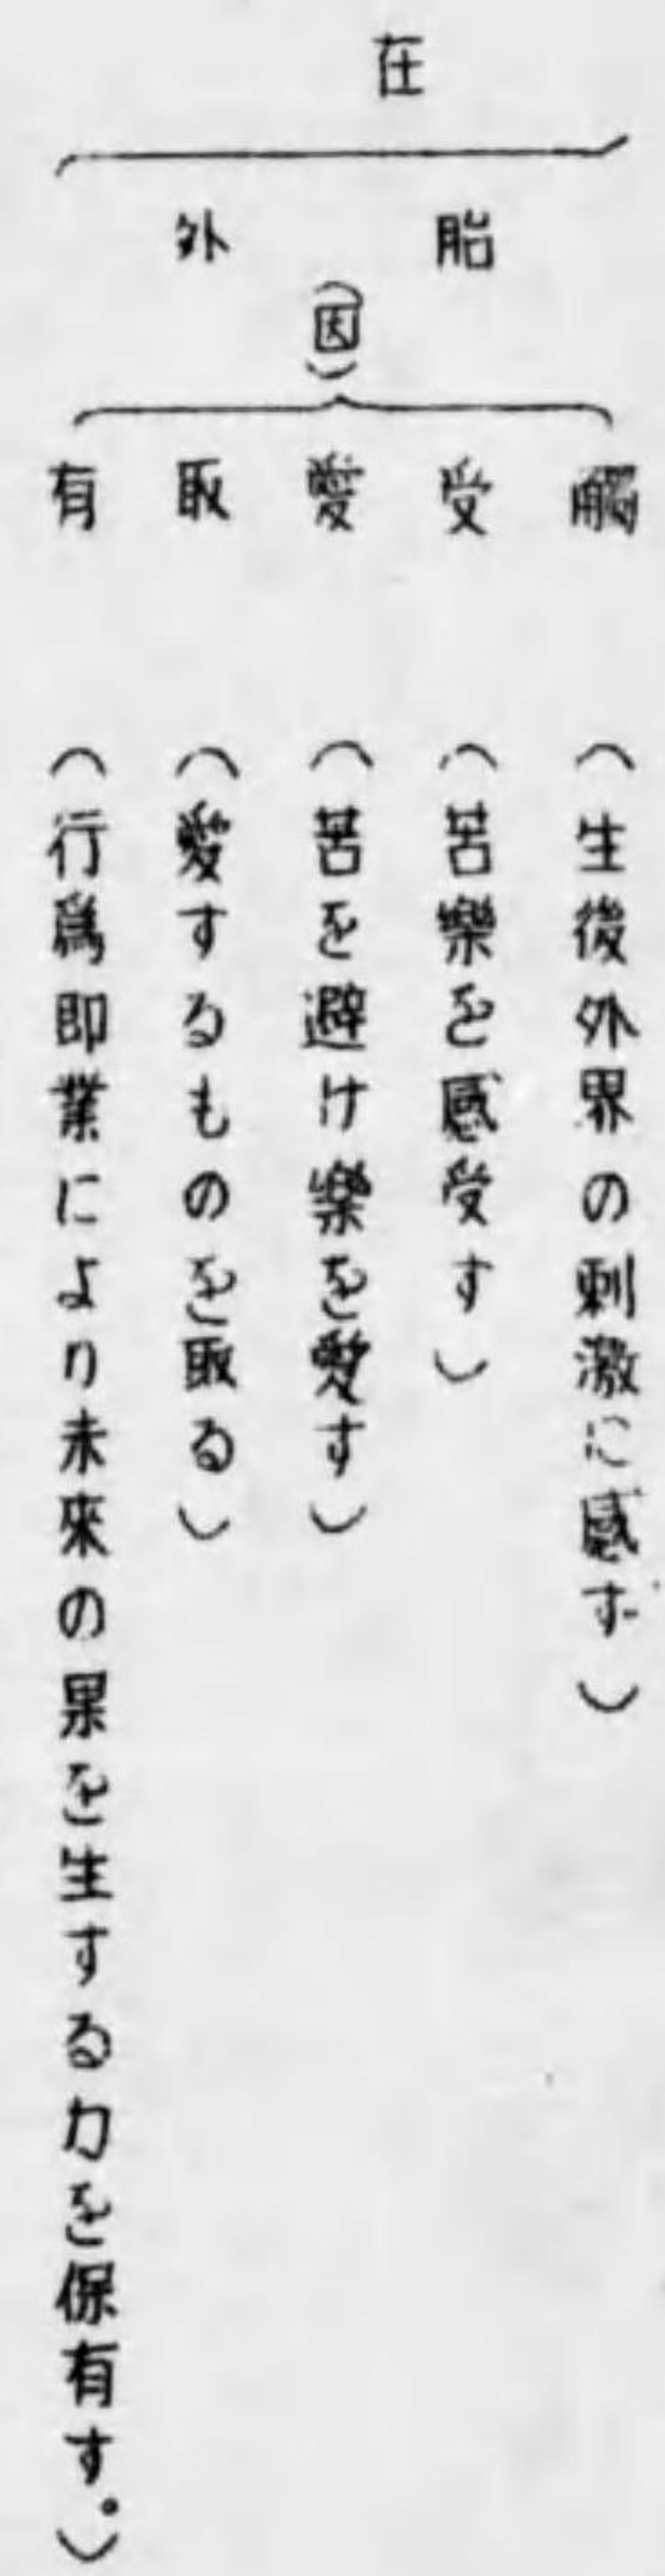 在
胎外
(因)
觸 (生後外界の刺激に感ず)
受 (苦樂を感受す)
愛 (苦を避け樂を愛す)
取 (愛するものを取る)
有 (行爲即業により未來の果を生する力を保有す。)